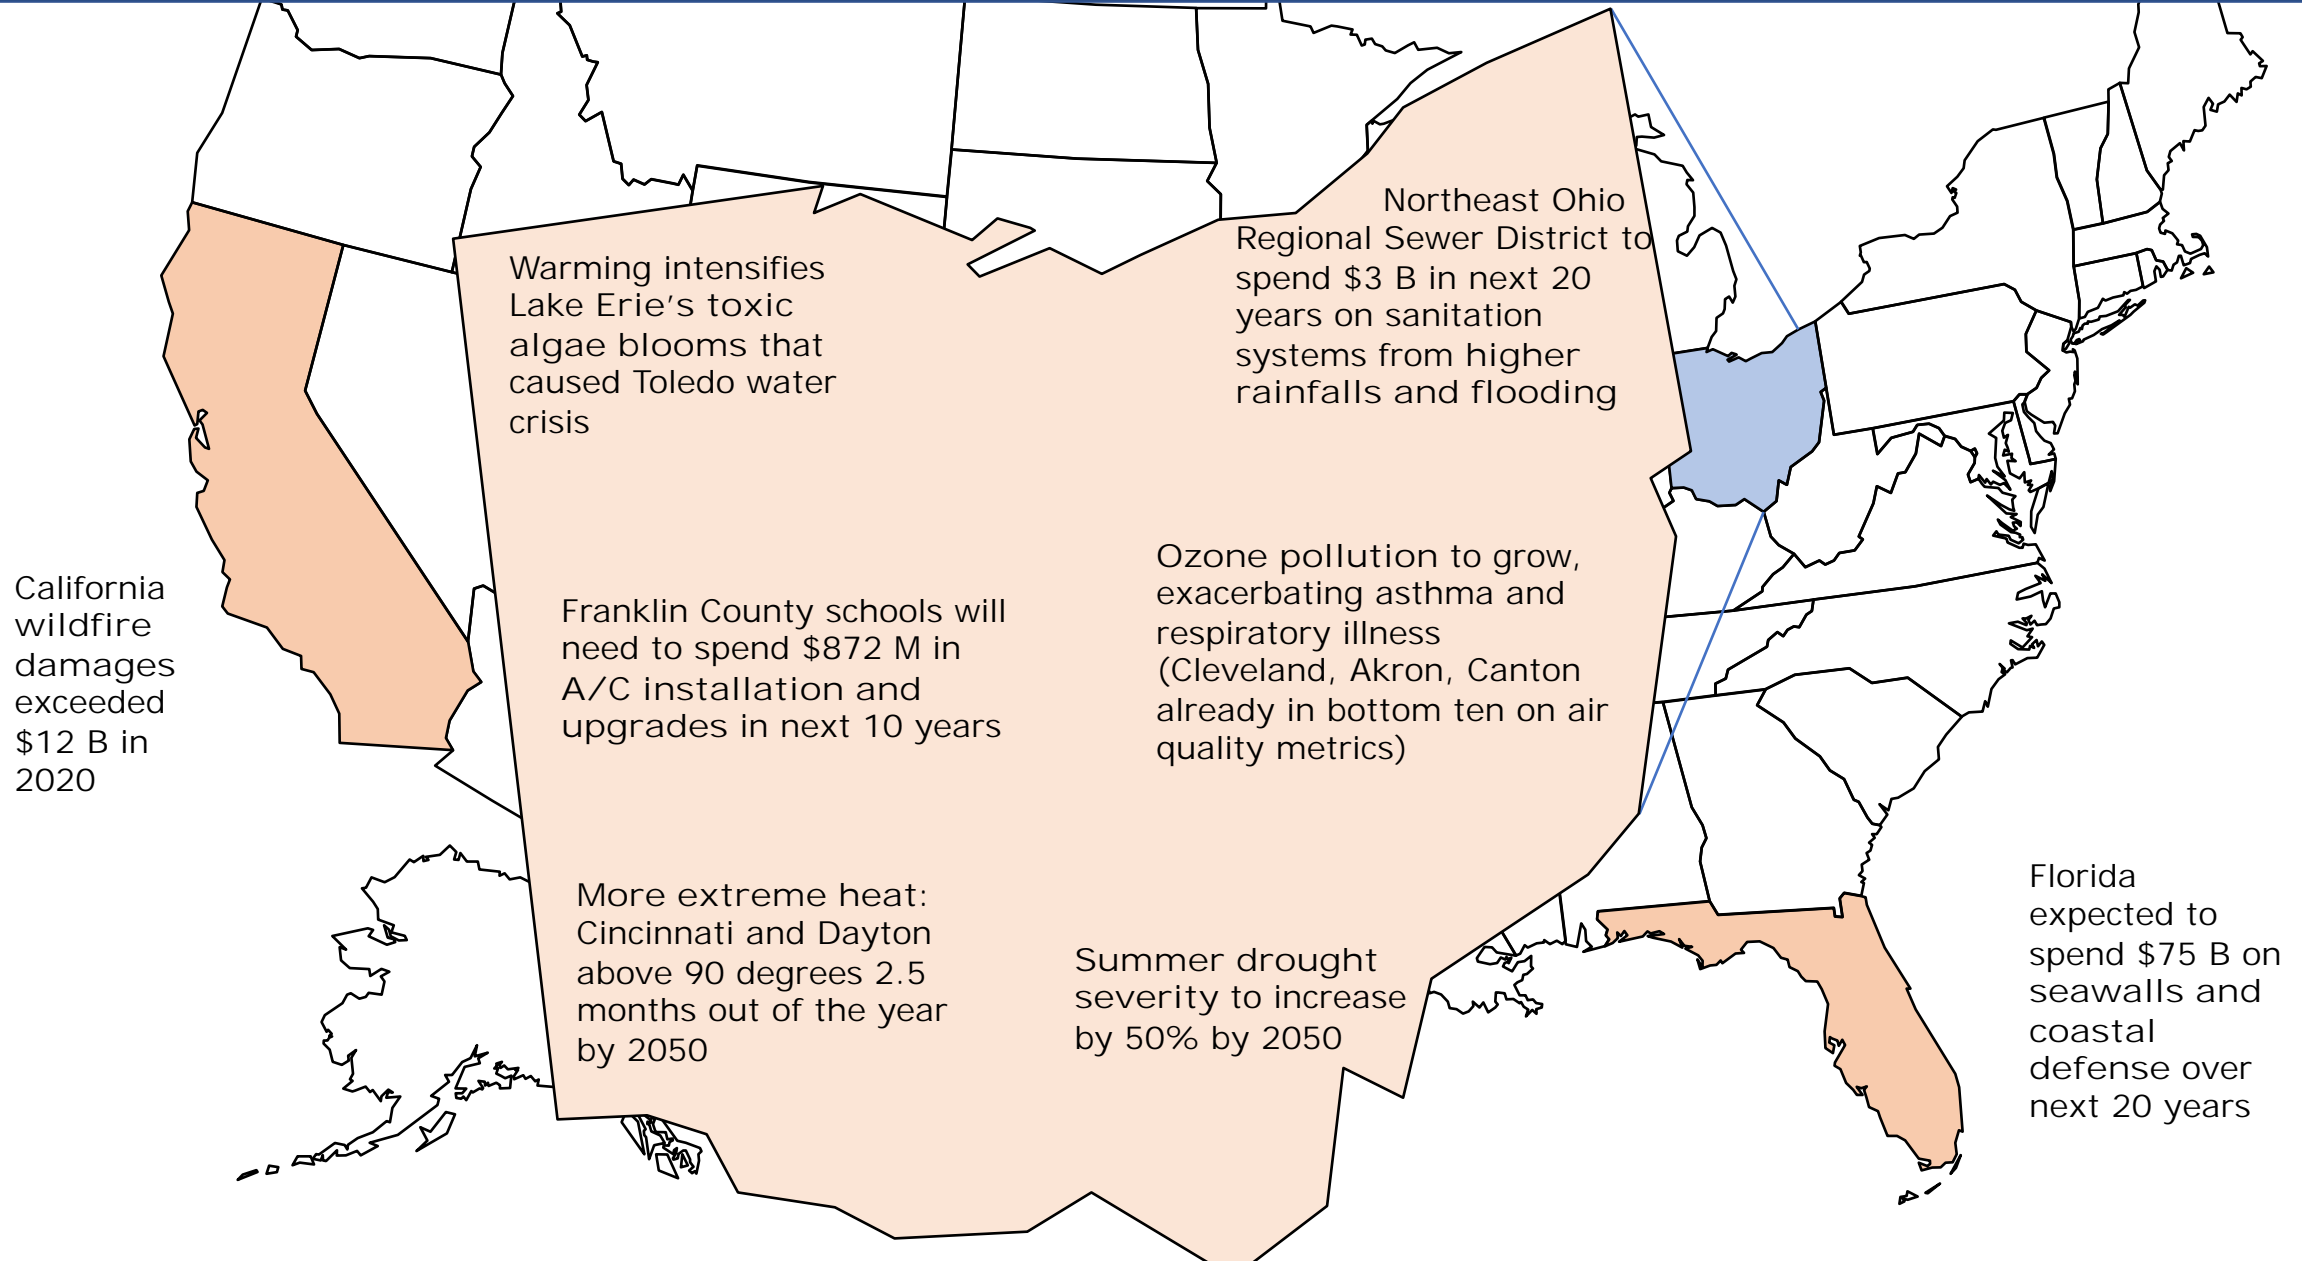 Warming intensifies
Lake Erie’s toxic
algae blooms that
caused Toledo water
crisis
Northeast Ohio
Regional Sewer District to
spend $3 B in next 20
years on sanitation
systems from higher
rainfalls and flooding
California
wildfire
damages
exceeded
$12 B in
2020
Franklin County schools will
need to spend $872 M in
A/C installation and
upgrades in next 10 years
Ozone pollution to grow,
exacerbating asthma and
respiratory illness
(Cleveland, Akron, Canton
already in bottom ten on air
quality metrics)
More extreme heat:
Cincinnati and Dayton
above 90 degrees 2.5
months out of the year
by 2050
Summer drought
severity to increase
by 50% by 2050
Florida
expected to
spend $75 B on
seawalls and
coastal
defense over
next 20 years